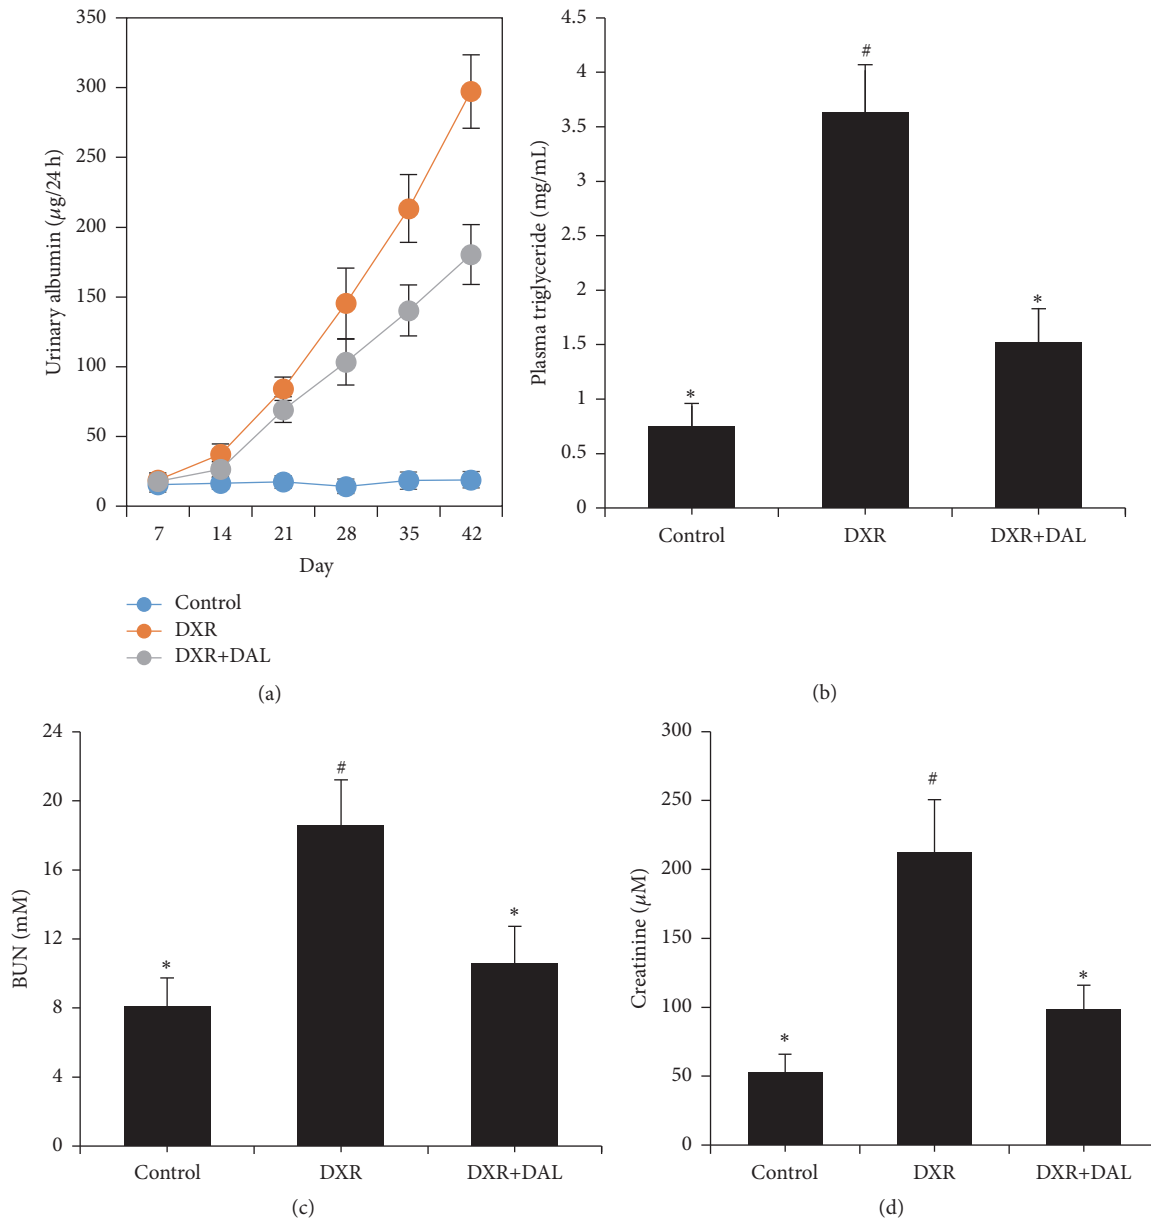 350
300
250
200
150
100
50
0
Urinary albumin (μg/24 h)
7 14 21 28 35 42
Day
Control
DXR
DXR+DAL
(a)
4.5
4
3.5
3
2.5
2
1.5
1
0.5
0
Plasma triglyceride (mg/mL)
*
#
*
Control DXR DXR+DAL
(b)
24
20
16
12
8
4
0
BUN (mM)
*
#
*
Control DXR DXR+DAL
(c)
300
250
200
150
100
50
0
Creatinine (μM)
*
#
*
Control DXR DXR+DAL
(d)